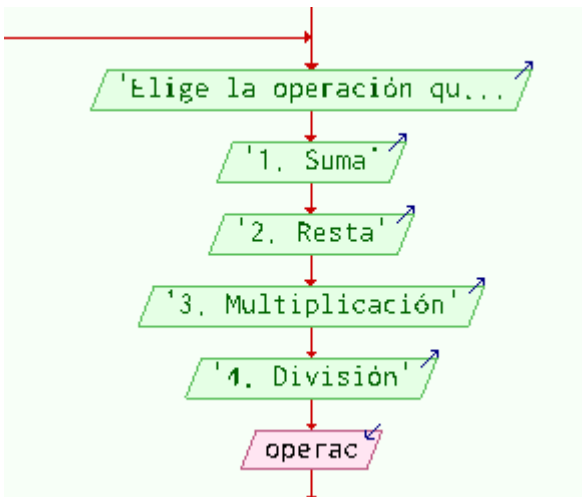 'Elige la operación qu...
'1. Suma'
'2. Resta'
'3. Multiplicación'
'4. División'
operac